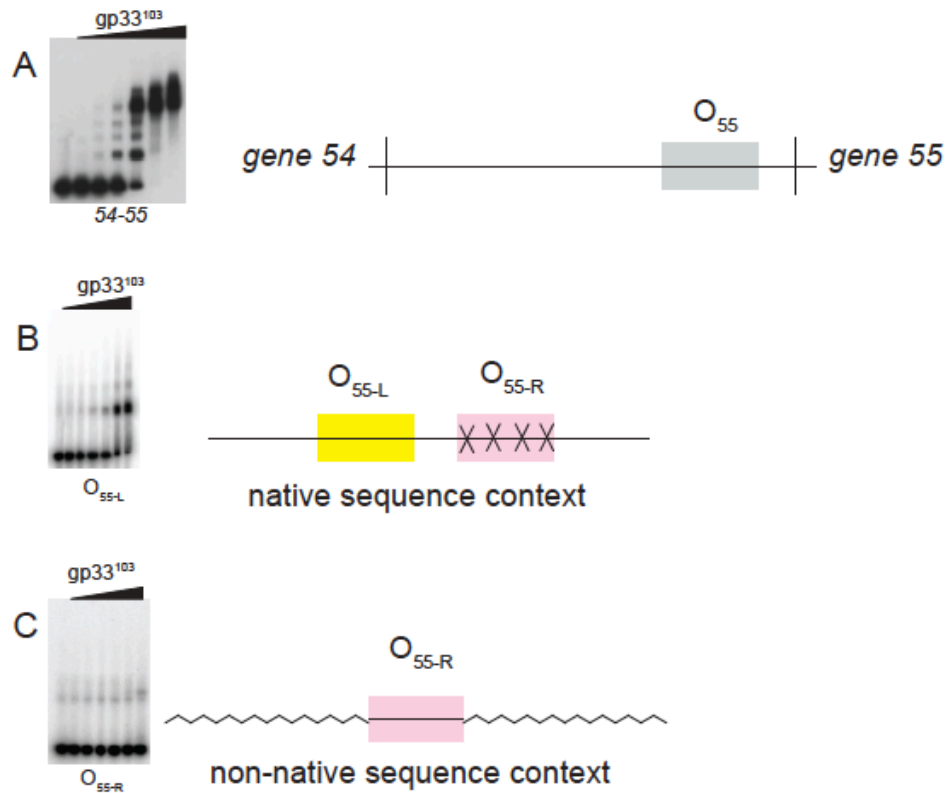 gp33¹⁰³
A
O₅₅
gene 54
gene 55
54-55
gp33¹⁰³
B
O₅₅₋L
O₅₅₋R
X X X X
O₅₅₋L
native sequence context
gp33¹⁰³
C
O₅₅₋R
O₅₅₋R
non-native sequence context